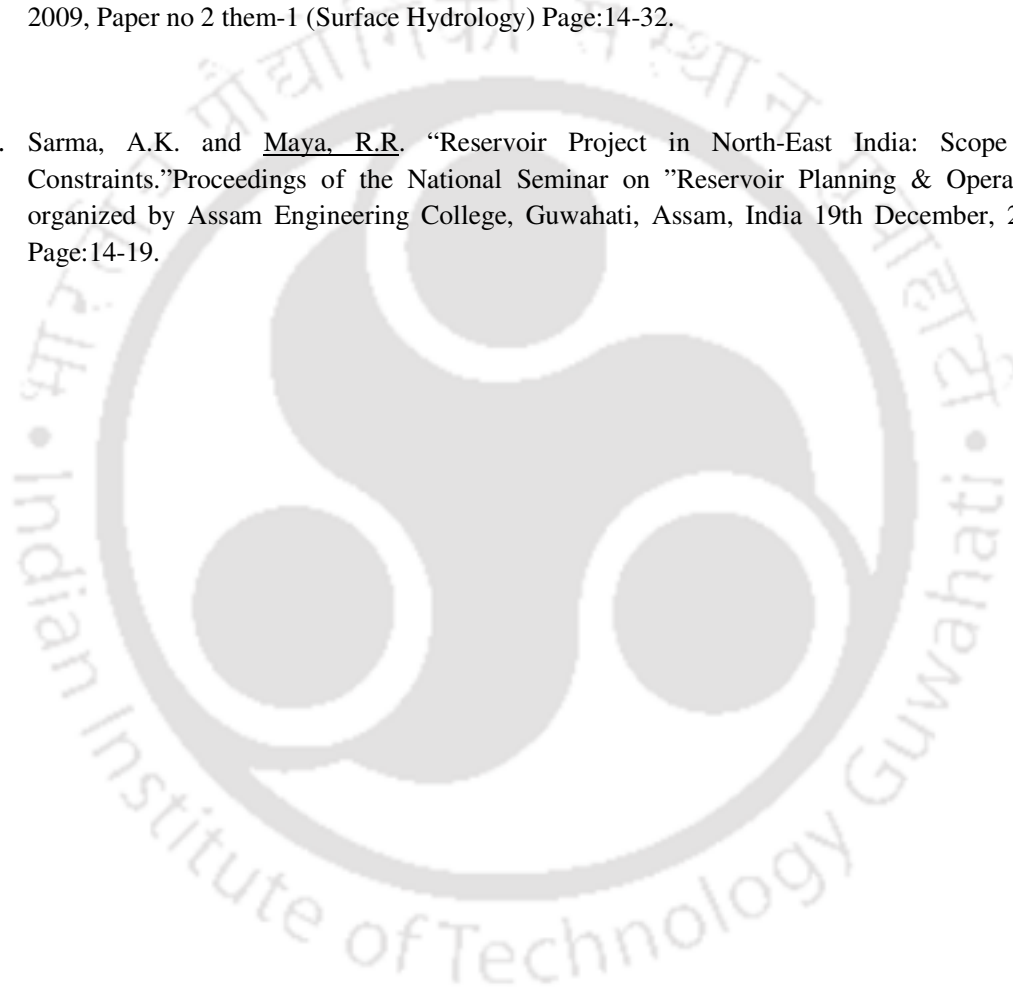 2009, Paper no 2 them-1 (Surface Hydrology) Page:14-32.
. Sarma, A.K. and Maya, R.R. “Reservoir Project in North-East India: Scope
Constraints.”Proceedings of the National Seminar on ”Reservoir Planning & Opera
organized by Assam Engineering College, Guwahati, Assam, India 19th December, 2
Page:14-19.
Indian Institute of Technology Guwahati